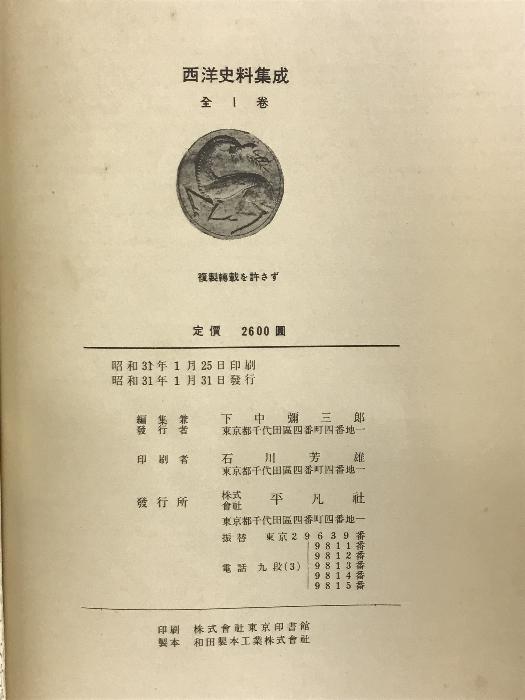 西洋史料集成
全1巻
複製轉載を許さず
定價 2600圓
昭和31年1月25日印刷
昭和31年1月31日發行
編集兼
發行者
下中彌三郎
東京都千代田區四番町四番地一
印刷者 石川芳雄
東京都千代田區四番町四番地一
發行所 株式會社 平凡社
東京都千代田區四番町四番地一
振替 東京29639番
電話 九段(3)
9811番
9812番
9813番
9814番
9815番
印刷 株式會社東京印書館
製本 和田製本工業株式會社